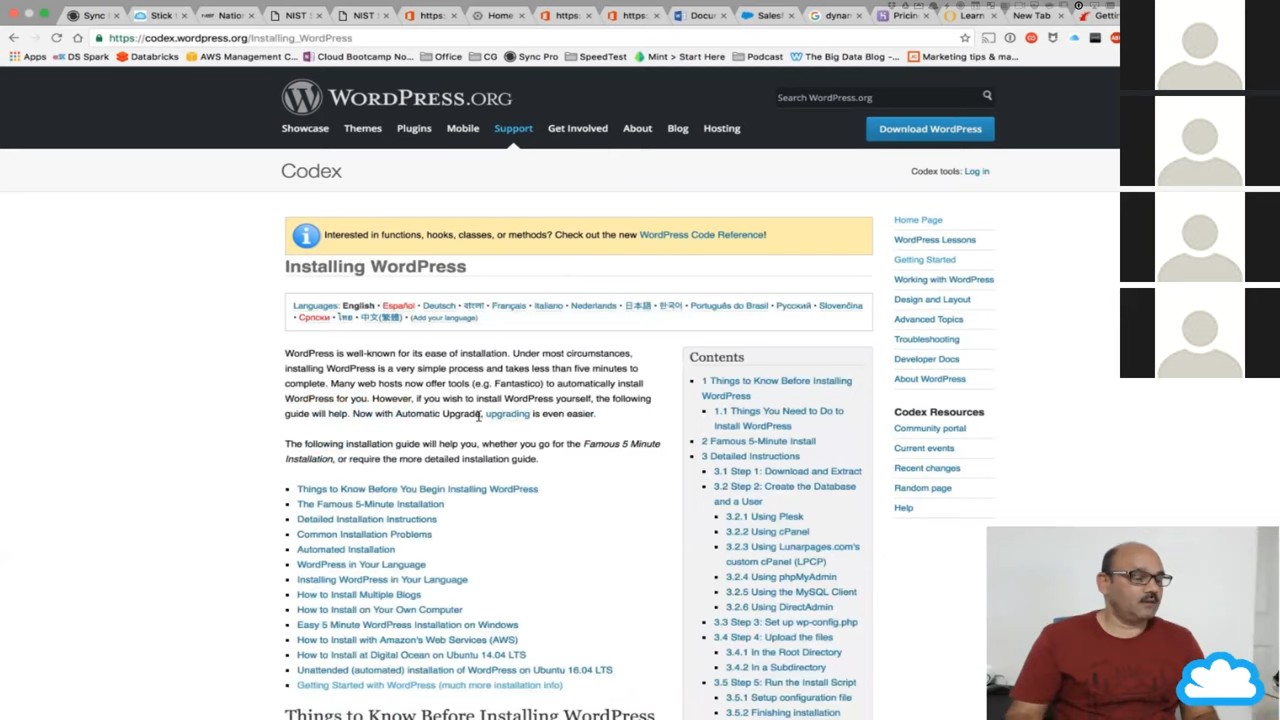 Sync
Stick
Natio
NIST
NIST
https:
Home
https:
https:
Docu
Sales
dynar
Pricin
Learn
New Tab
Getti
https://codex.wordpress.org/Installing_WordPress
Apps
DS Spark
Databricks
AWS Management C...
Cloud Bootcamp No...
Office
CG
Sync Pro
SpeedTest
Mint > Start Here
Podcast
The Big Data Blog -...
Marketing tips & ma...
WORDPRESS.ORG
Search WordPress.org
Showcase
Themes
Plugins
Mobile
Support
Get Involved
About
Blog
Hosting
Download WordPress
Codex
Codex tools: Log in
Interested in functions, hooks, classes, or methods? Check out the new WordPress Code Reference!
Installing WordPress
Languages: English • Español • Deutsch • বাংলা • Français • Italiano • Nederlands • 日本語 • 한국어 • Português do Brasil • Русский • Slovenčina
• Српски • ไทย • 中文(繁體) • (Add your language)
WordPress is well-known for its ease of installation. Under most circumstances,
installing WordPress is a very simple process and takes less than five minutes to
complete. Many web hosts now offer tools (e.g. Fantastico) to automatically install
WordPress for you. However, if you wish to install WordPress yourself, the following
guide will help. Now with Automatic Upgrade, upgrading is even easier.
The following installation guide will help you, whether you go for the Famous 5 Minute
Installation, or require the more detailed installation guide.
Things to Know Before You Begin Installing WordPress
The Famous 5-Minute Installation
Detailed Installation Instructions
Common Installation Problems
Automated Installation
WordPress in Your Language
Installing WordPress in Your Language
How to Install Multiple Blogs
How to Install on Your Own Computer
Easy 5 Minute WordPress Installation on Windows
How to Install with Amazon's Web Services (AWS)
How to Install at Digital Ocean on Ubuntu 14.04 LTS
Unattended (automated) installation of WordPress on Ubuntu 16.04 LTS
Getting Started with WordPress (much more installation info)
Things to Know Before Installing WordPress
Contents
1 Things to Know Before Installing
WordPress
1.1 Things You Need to Do to
Install WordPress
2 Famous 5-Minute Install
3 Detailed Instructions
3.1 Step 1: Download and Extract
3.2 Step 2: Create the Database
and a User
3.2.1 Using Plesk
3.2.2 Using cPanel
3.2.3 Using Lunarpages.com's
custom cPanel (LPCP)
3.2.4 Using phpMyAdmin
3.2.5 Using the MySQL Client
3.2.6 Using DirectAdmin
3.3 Step 3: Set up wp-config.php
3.4 Step 4: Upload the files
3.4.1 In the Root Directory
3.4.2 In a Subdirectory
3.5 Step 5: Run the Install Script
3.5.1 Setup configuration file
3.5.2 Finishing installation
Home Page
WordPress Lessons
Getting Started
Working with WordPress
Design and Layout
Advanced Topics
Troubleshooting
Developer Docs
About WordPress
Codex Resources
Community portal
Current events
Recent changes
Random page
Help